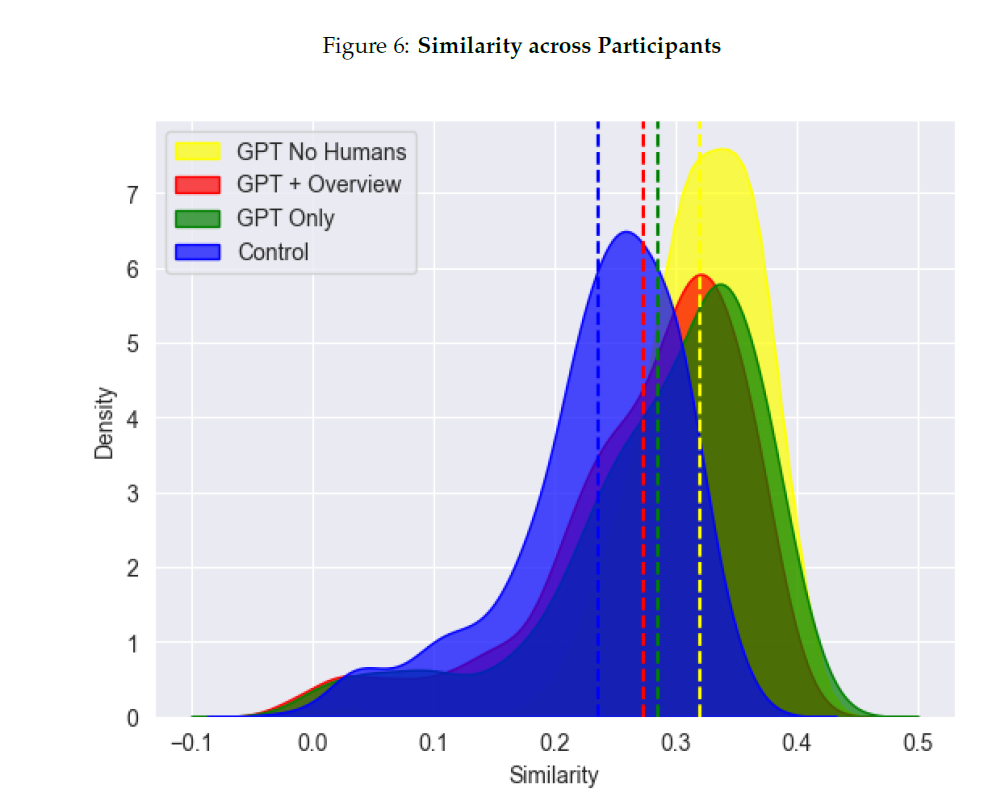 Figure 6: Similarity across Participants
GPT No Humans
GPT + Overview
GPT Only
Control
7
6
5
4
3
2
1
0
Density
−0.1 0.0 0.1 0.2 0.3 0.4 0.5
Similarity